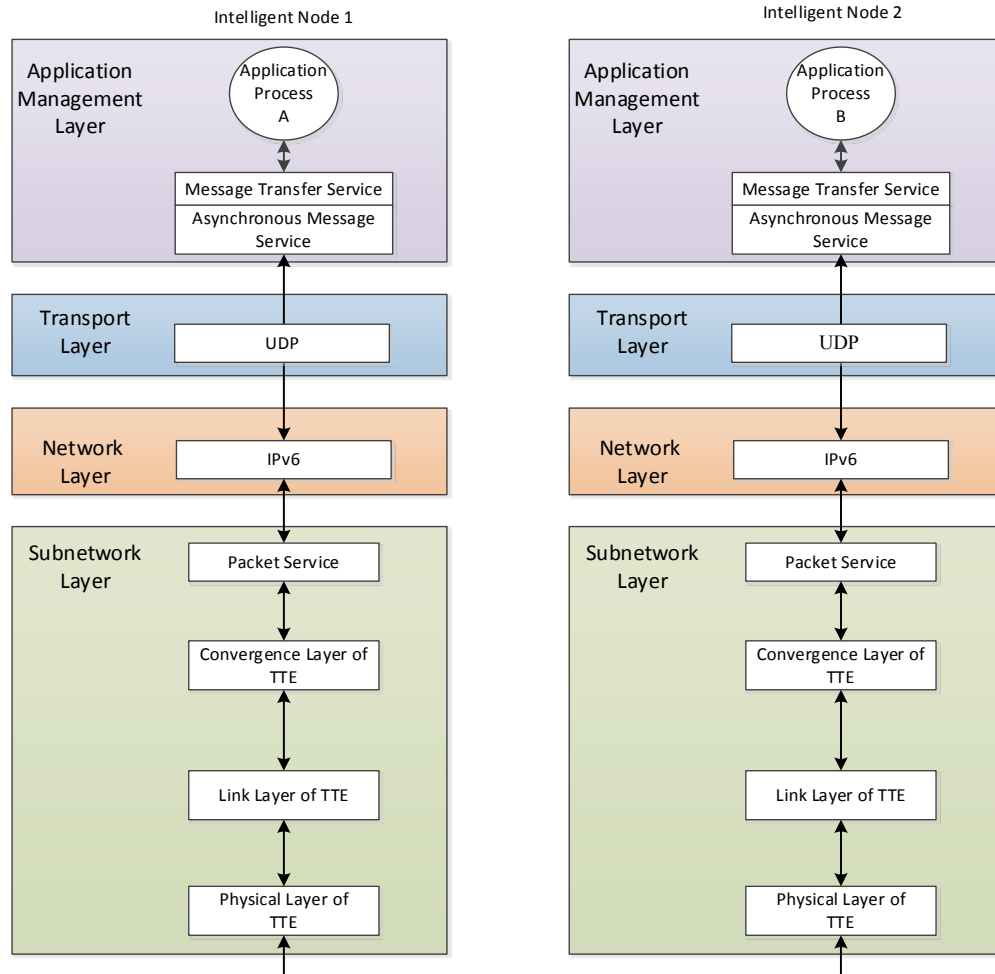 Intelligent Node 1
Application
Management
Layer
Application
Process
A
Message Transfer Service
Asynchronous Message
Service
Transport
Layer
UDP
Network
Layer
IPv6
Subnetwork
Layer
Packet Service
Convergence Layer of
TTE
Link Layer of TTE
Physical Layer of
TTE
Intelligent Node 2
Application
Management
Layer
Application
Process
B
Message Transfer Service
Asynchronous Message
Service
Transport
Layer
UDP
Network
Layer
IPv6
Subnetwork
Layer
Packet Service
Convergence Layer of
TTE
Link Layer of TTE
Physical Layer of
TTE